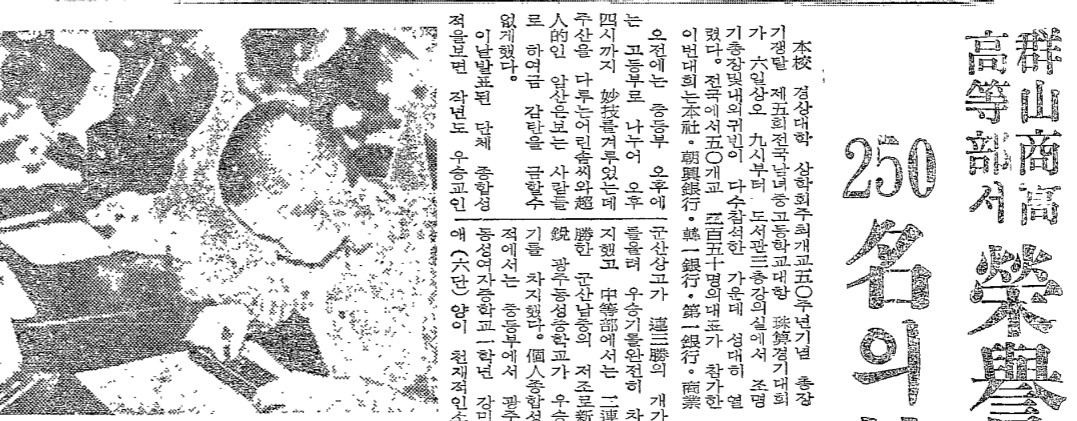 群山商高 榮譽
高等部서
250名의
本校 경상대학 상학회주최개교五〇주년기념 총장
기쟁탈 제五회전국남녀중고등학교대항 珠算경기대회
가 六일상오 九시부터 도서관三층강의실에서 조명
기총장및내외귀빈이 다수참석한 가운데 성대히 열
렸다。전국에서五〇개교 三백五十명의대표가 참가한
이번대회는本社・朝興銀行・韓一銀行・第一銀行・商業
오전에는 중등부 오후에
는 고등부로 나누어 오후
四시까지 妙技를겨루었는데
주산을 다루는어린솜씨와超
人的인 암산은보는 사람들
로 하여금 감탄을 금할수
없게했다。
이날발표된 단체 종합성
적을보면 작년도 우승교인
군산상고가 連三勝의 개가
를올려 우승기를완전히 차
지했고 中等部에서는 二連
勝한 군산남중의 저조로新
銳 광주동성중학교가 우승
기를 차지했다。個人종합성
적에서는 중등부에서 광주
동성여자중학교一학년 강미
애(六단)양이 천재적인소